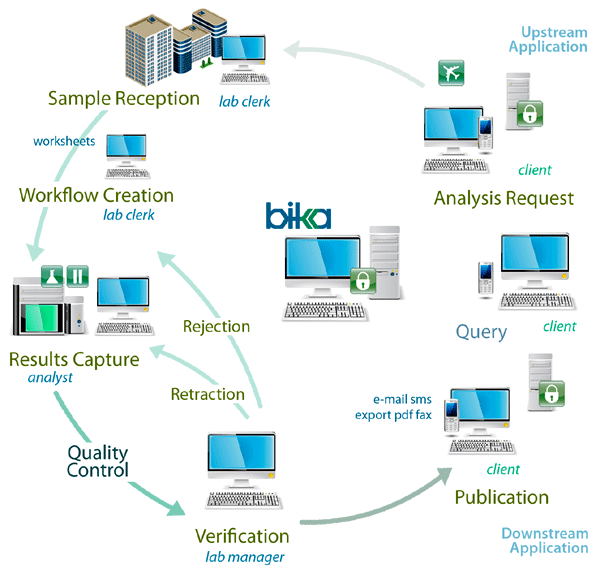 Upstream
Application
Sample Reception
lab clerk
worksheets
Workflow Creation
lab clerk
client
Analysis Request
bika
Query
client
Results Capture
analyst
Rejection
Retraction
Quality
Control
e-mail sms
export pdf fax
client
Publication
Verification
lab manager
Downstream
Application